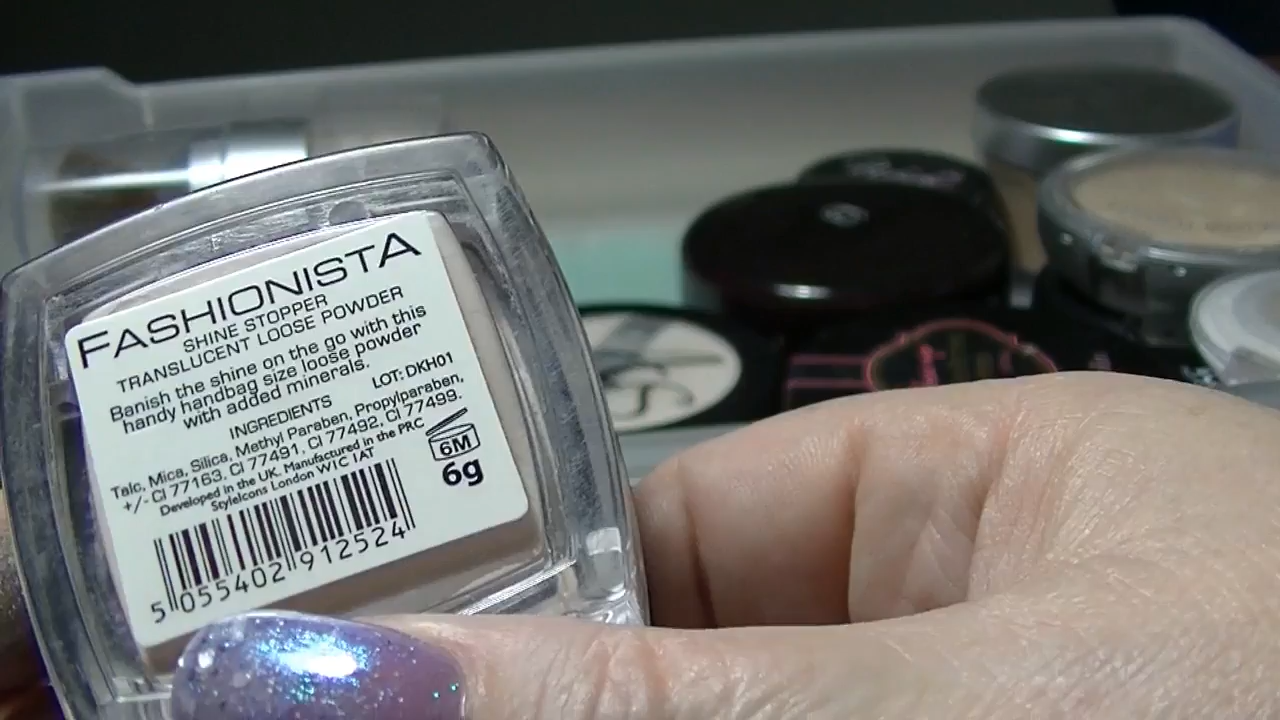 FASHIONISTA
SHINE STOPPER
TRANSLUCENT LOOSE POWDER
Banish the shine on the go with this
handy handbag size loose powder
with added minerals.
LOT: DKH01
INGREDIENTS
Talc, Mica, Silica, Methyl Paraben, Propylparaben,
+/- CI 77163, CI 77491, CI 77492, CI 77499.
Developed in the UK. Manufactured in the PRC
StyleIcons London W1C 1AT
6M
6g
5 055402 912524